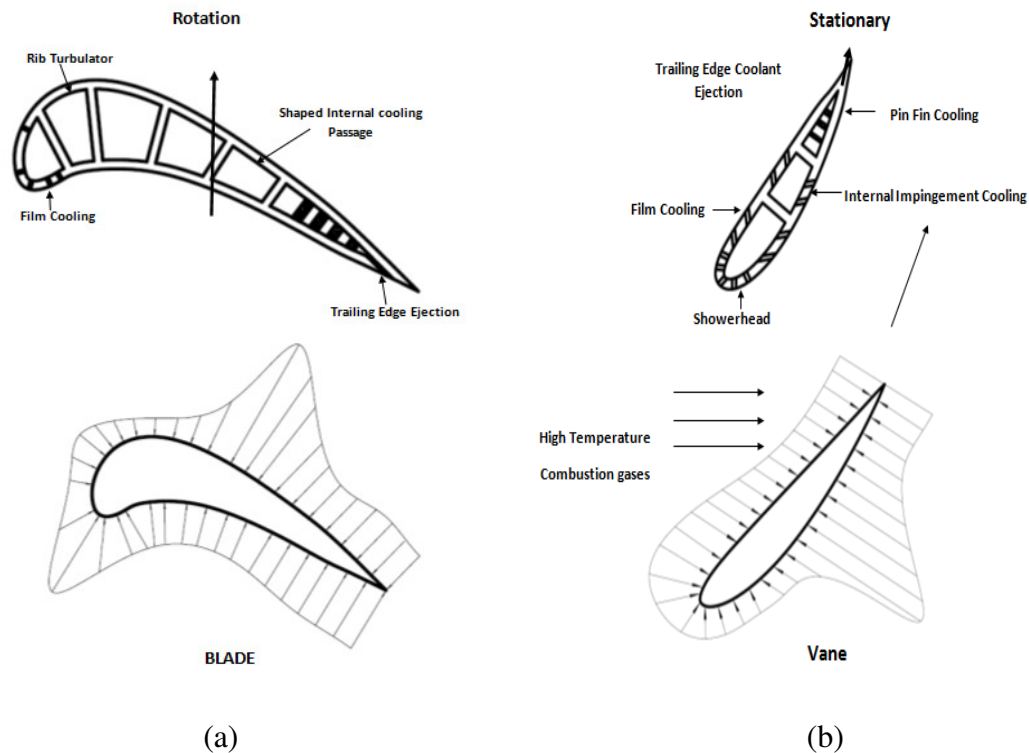 Rotation
Rib Turbulator
Shaped Internal cooling
Passage
Film Cooling
Trailing Edge Ejection
BLADE
(a)
Stationary
Trailing Edge Coolant
Ejection
Pin Fin Cooling
Film Cooling
Internal Impingement Cooling
Showerhead
High Temperature
Combustion gases
Vane
(b)